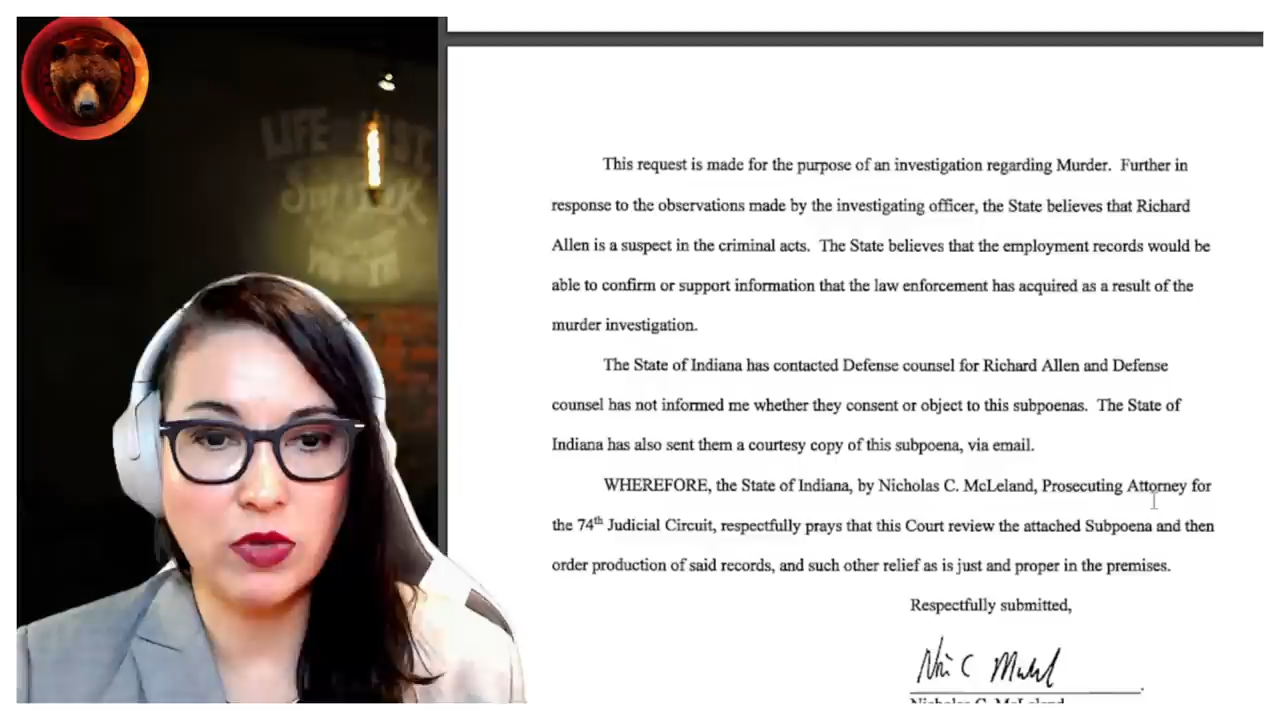 LIFE
This request is made for the purpose of an investigation regarding Murder. Further in
response to the observations made by the investigating officer, the State believes that Richard
Allen is a suspect in the criminal acts. The State believes that the employment records would be
able to confirm or support information that the law enforcement has acquired as a result of the
murder investigation.
The State of Indiana has contacted Defense counsel for Richard Allen and Defense
counsel has not informed me whether they consent or object to this subpoenas. The State of
Indiana has also sent them a courtesy copy of this subpoena, via email.
WHEREFORE, the State of Indiana, by Nicholas C. McLeland, Prosecuting Attorney for
the 74th Judicial Circuit, respectfully prays that this Court review the attached Subpoena and then
order production of said records, and such other relief as is just and proper in the premises.
Respectfully submitted,
Nicholas C. McLeland